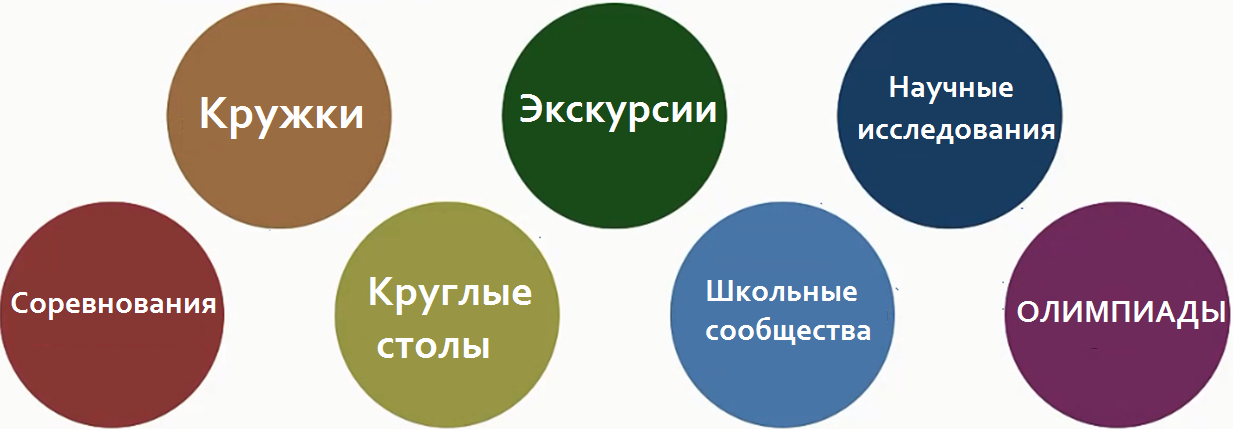 Кружки
Экскурсии
Научные
исследования
Соревнования
Круглые
столы
Школьные
сообщества
ОЛИМПИАДЫ